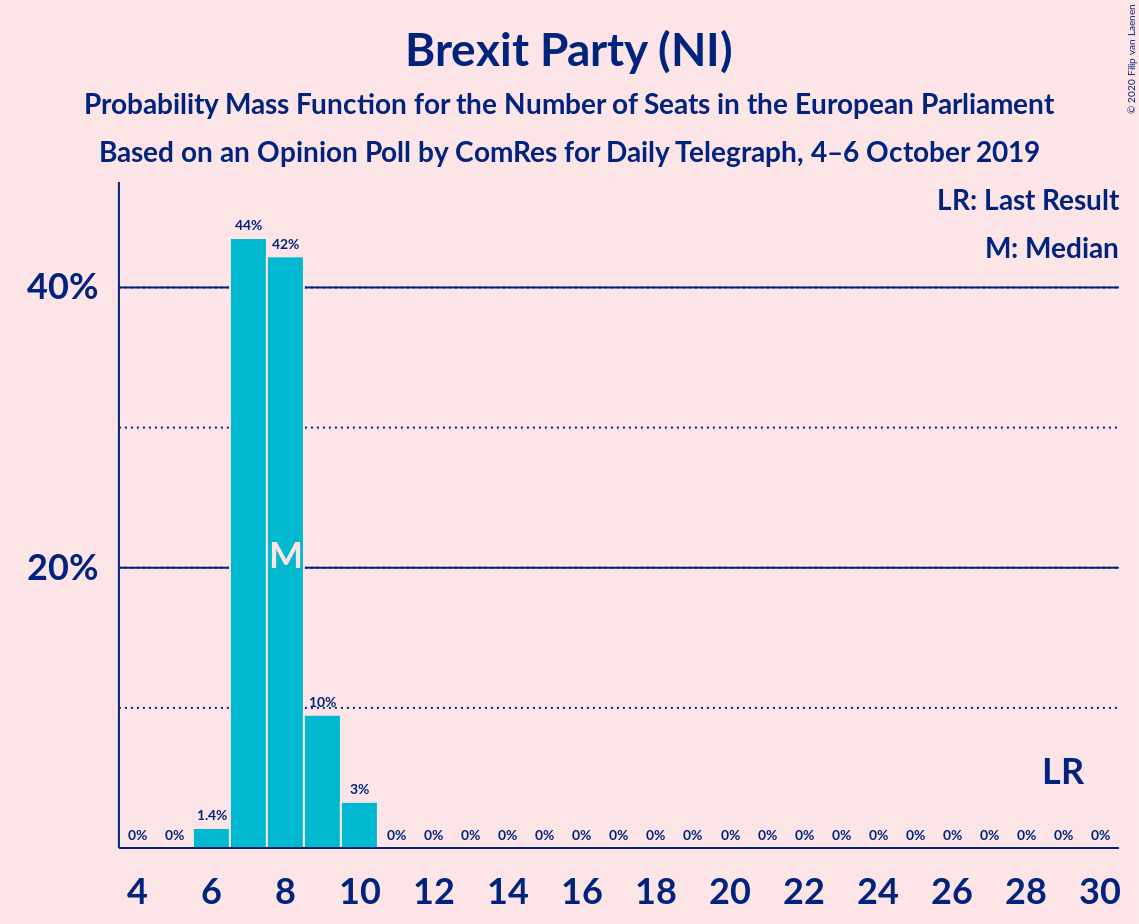 Brexit Party (NI)
Probability Mass Function for the Number of Seats in the European Parliament
Based on an Opinion Poll by ComRes for Daily Telegraph, 4–6 October 2019
© 2020 Filip van Laenen
LR: Last Result
M: Median
40%
20%
44%
42%
M
10%
LR
3%
1.4%
0% 0% 0% 0% 0% 0% 0% 0% 0% 0% 0% 0% 0% 0% 0% 0% 0% 0% 0% 0% 0% 0%
4 6 8 10 12 14 16 18 20 22 24 26 28 30